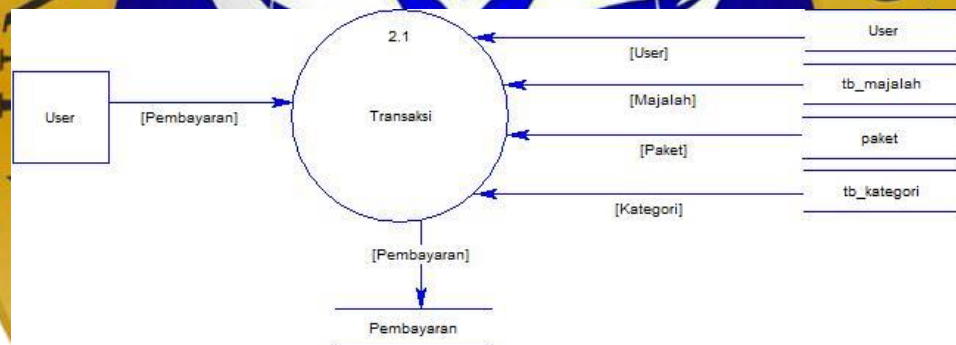 2.1
Transaksi
User
[Pembayaran]
[User]
User
[Majalah]
tb_majalah
[Paket]
paket
[Kategori]
tb_kategori
[Pembayaran]
Pembayaran